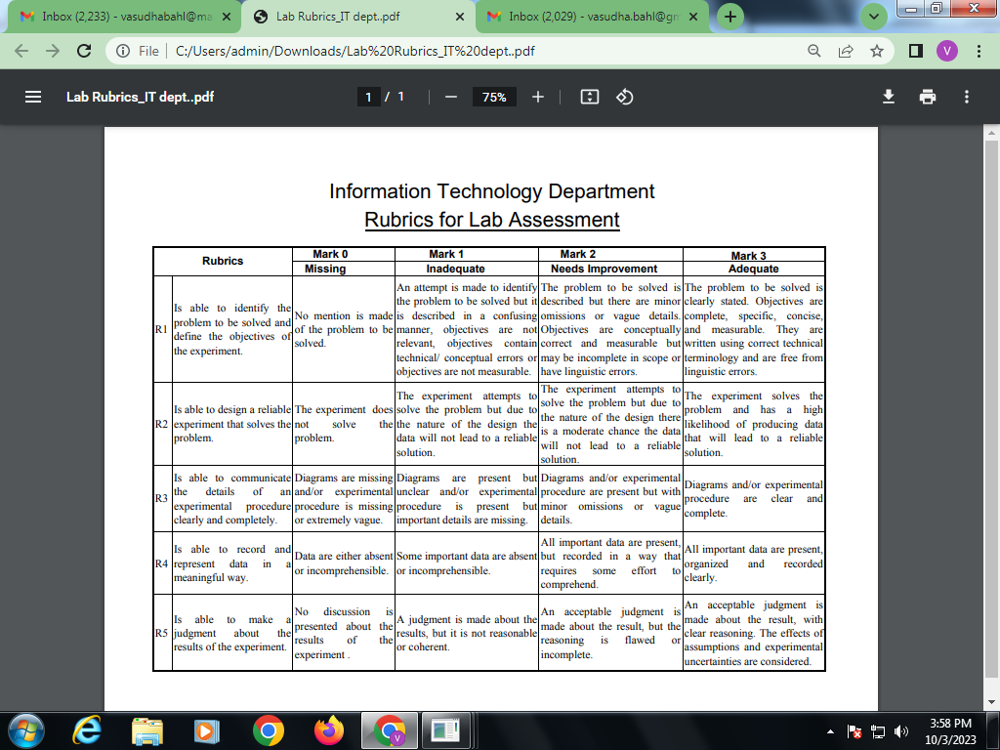 Inbox (2,233) - vasudhabahl@ma
Lab Rubrics_IT dept..pdf
Inbox (2,029) - vasudha.bahl@gm
File
C:/Users/admin/Downloads/Lab%20Rubrics_IT%20dept..pdf
V
Lab Rubrics_IT dept..pdf
1 / 1
75%
Information Technology Department
Rubrics for Lab Assessment
Rubrics
Mark 0
Missing
Mark 1
Inadequate
Mark 2
Needs Improvement
Mark 3
Adequate
R1
Is able to identify the
problem to be solved and
define the objectives of
the experiment.
No mention is made
of the problem to be
solved.
An attempt is made to identify
the problem to be solved but it
is described in a confusing
manner, objectives are not
relevant, objectives contain
technical/ conceptual errors or
objectives are not measurable.
The problem to be solved is
described but there are minor
omissions or vague details.
Objectives are conceptually
correct and measurable but
may be incomplete in scope or
have linguistic errors.
The problem to be solved is
clearly stated. Objectives are
complete, specific, concise,
and measurable. They are
written using correct technical
terminology and are free from
linguistic errors.
R2
Is able to design a reliable
experiment that solves the
problem.
The experiment does
not solve the
problem.
The experiment attempts to
solve the problem but due to
the nature of the design the
data will not lead to a reliable
solution.
The experiment attempts to
solve the problem but due to
the nature of the design there
is a moderate chance the data
will not lead to a reliable
solution.
The experiment solves the
problem and has a high
likelihood of producing data
that will lead to a reliable
solution.
R3
Is able to communicate
the details of an
experimental procedure
clearly and completely.
Diagrams are missing
and/or experimental
procedure is missing
or extremely vague.
Diagrams are present but
unclear and/or experimental
procedure is present but
important details are missing.
Diagrams and/or experimental
procedure are present but with
minor omissions or vague
details.
Diagrams and/or experimental
procedure are clear and
complete.
R4
Is able to record and
represent data in a
meaningful way.
Data are either absent
or incomprehensible.
Some important data are absent
or incomprehensible.
All important data are present,
but recorded in a way that
requires some effort to
comprehend.
All important data are present,
organized and recorded
clearly.
R5
Is able to make a
judgment about the
results of the experiment.
No discussion is
presented about the
results of the
experiment .
A judgment is made about the
results, but it is not reasonable
or coherent.
An acceptable judgment is
made about the result, but the
reasoning is flawed or
incomplete.
An acceptable judgment is
made about the result, with
clear reasoning. The effects of
assumptions and experimental
uncertainties are considered.
V
3:58 PM
10/3/2023